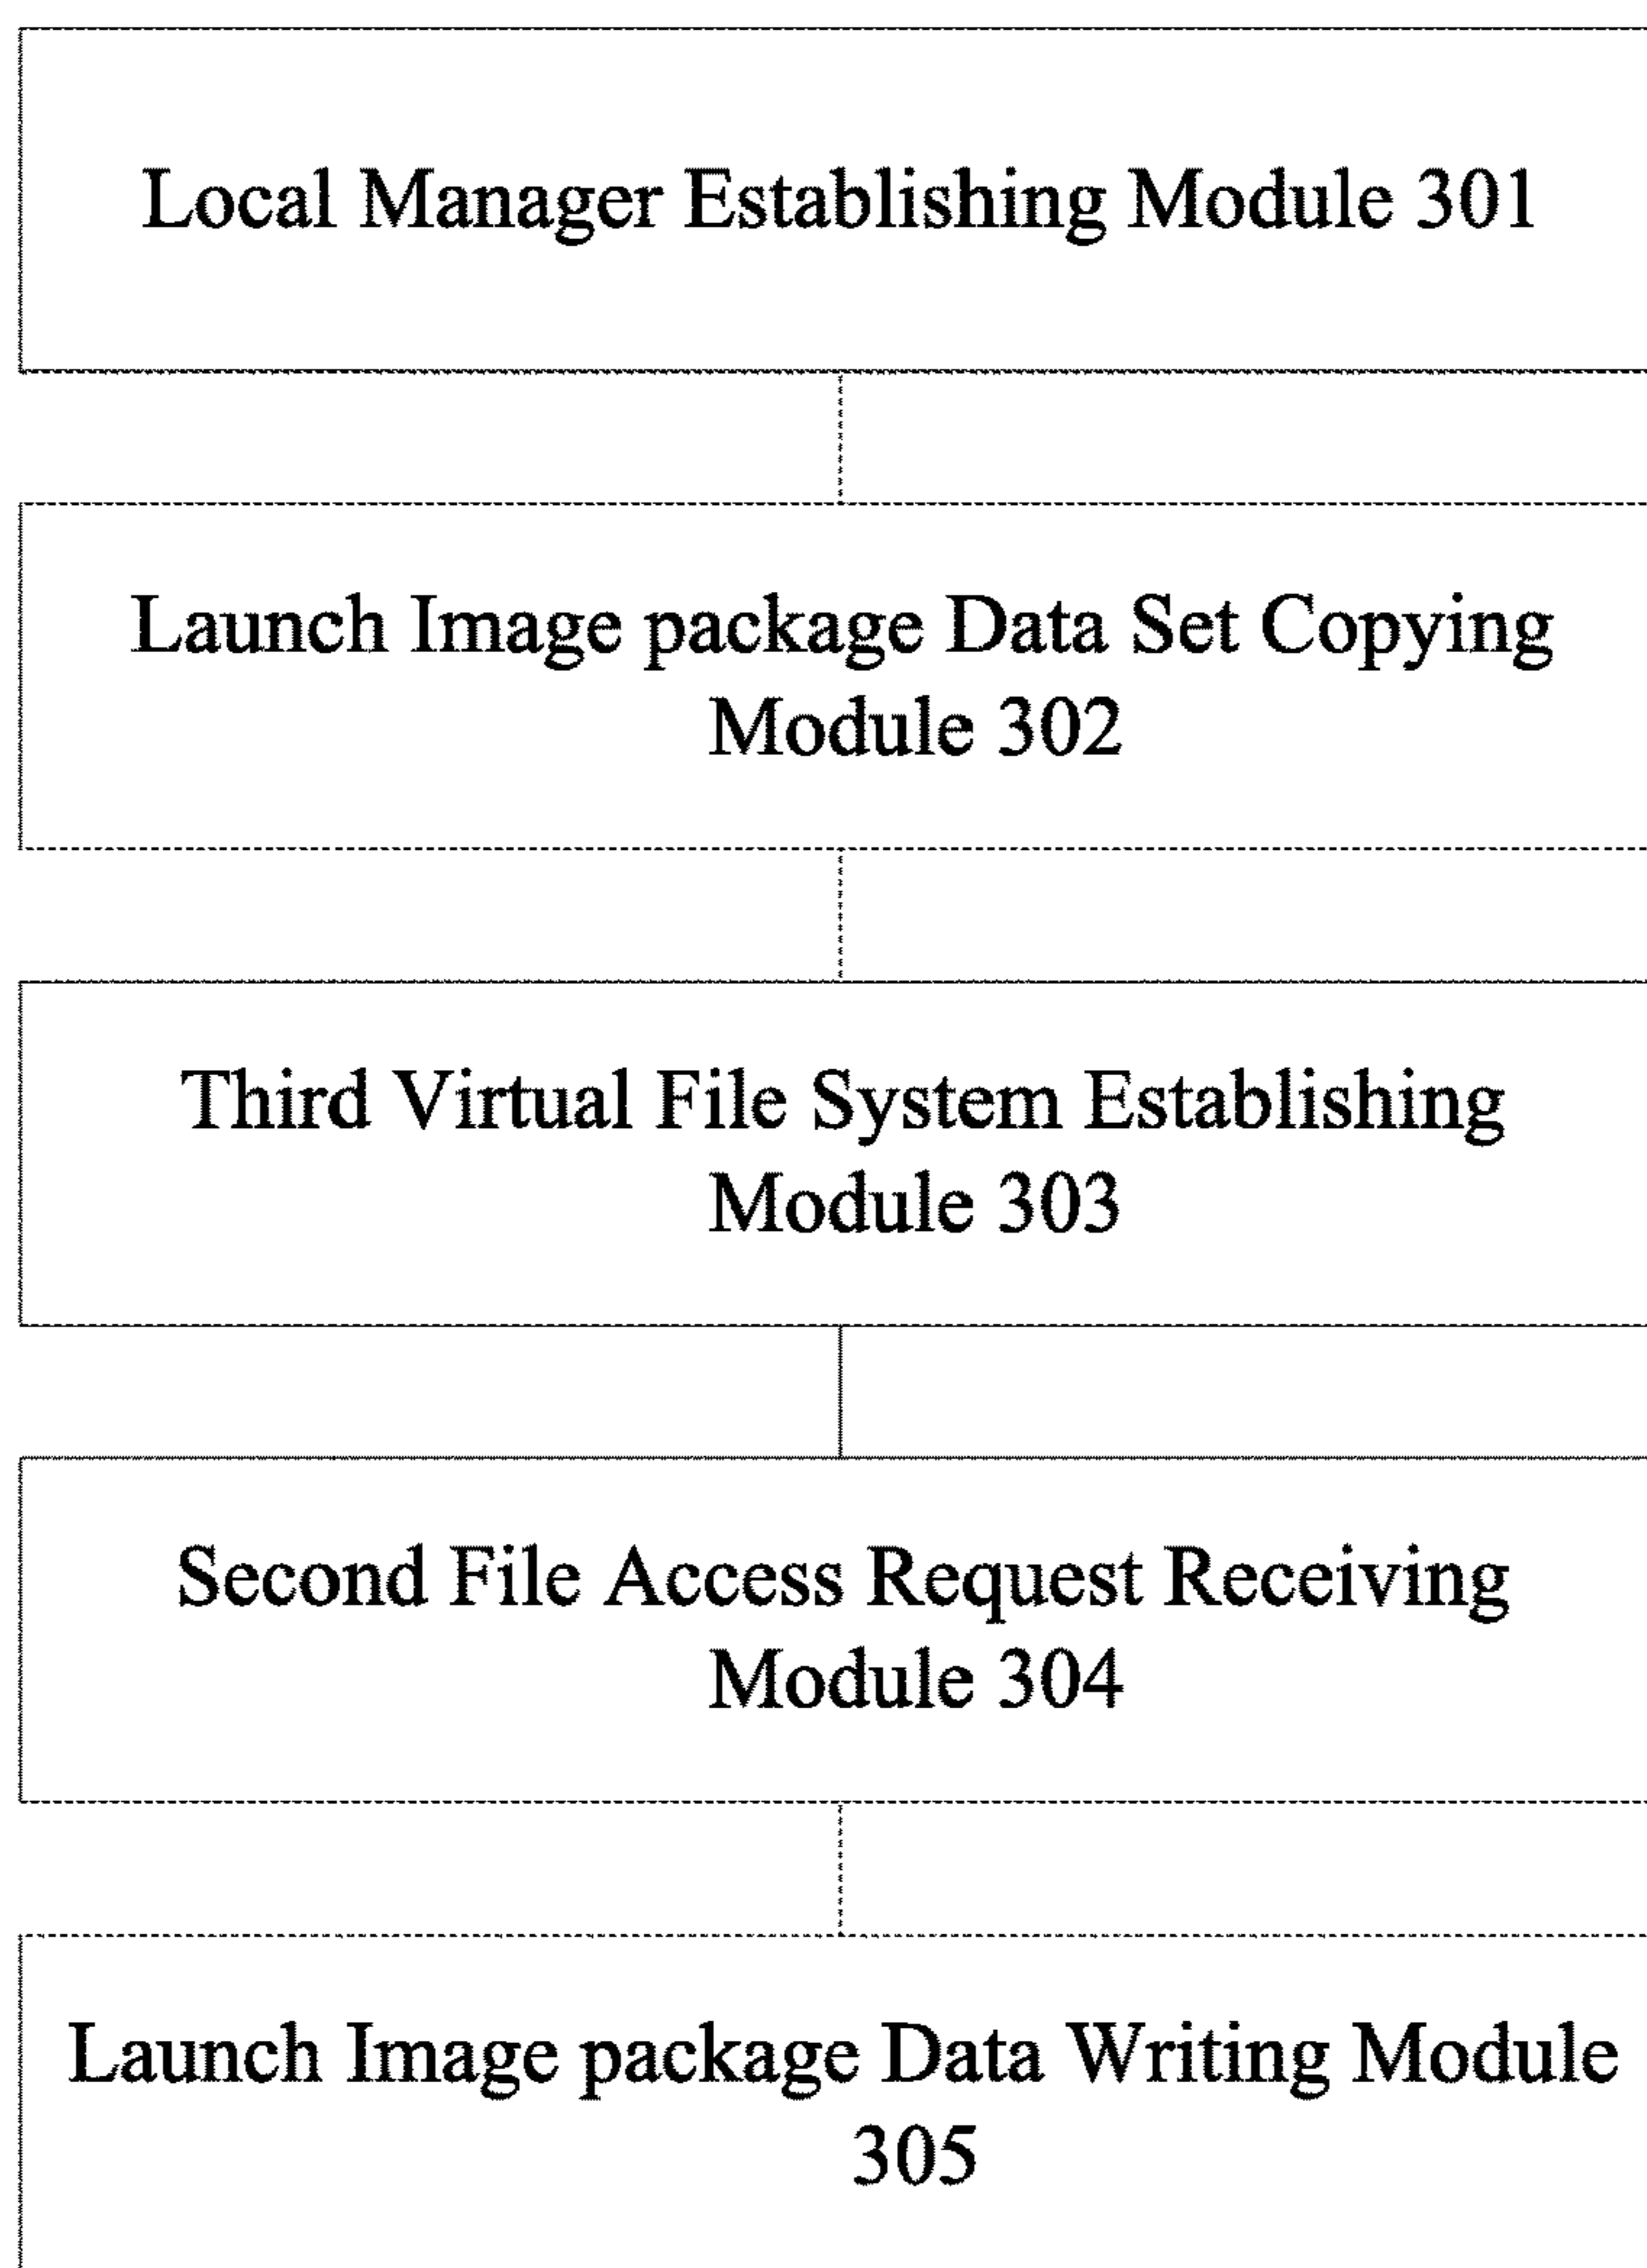 Local Manager Establishing Module 301
Launch Image package Data Set Copying
Module 302
Third Virtual File System Establishing
Module 303
Second File Access Request Receiving
Module 304
Launch Image package Data Writing Module
305